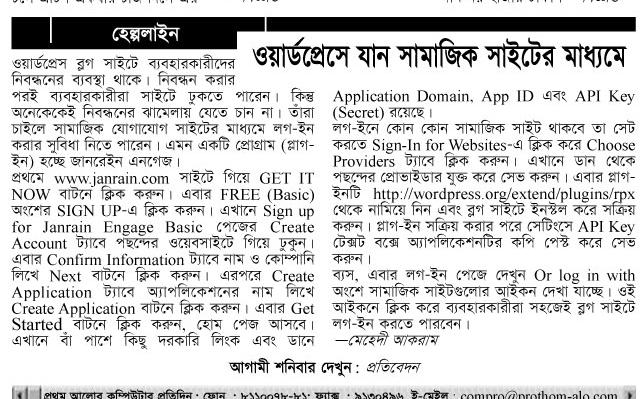 হেল্পলাইন
ওয়ার্ডপ্রেসে যান সামাজিক সাইটের মাধ্যমে
ওয়ার্ডপ্রেস ব্লগ সাইটে ব্যবহারকারীদের
নিবন্ধনের ব্যবস্থা থাকে। নিবন্ধন করার
পরই ব্যবহারকারীরা সাইটে ঢুকতে পারেন। কিন্তু
অনেকেকেই নিবন্ধনের ঝামেলায় যেতে চান না। তাঁরা
চাইলে সামাজিক যোগাযোগ সাইটের মাধ্যমে লগ-ইন
করার সুবিধা নিতে পারেন। এমন একটি প্রোগ্রাম (প্লাগ-
ইন) হচ্ছে জানরেইন এনগেজ।
প্রথমে www.janrain.com সাইটে গিয়ে GET IT
NOW বাটনে ক্লিক করুন। এবার FREE (Basic)
অংশের SIGN UP-এ ক্লিক করুন। এখানে Sign up
for Janrain Engage Basic পেজের Create
Account ট্যাবে পছন্দের ওয়েবসাইটে গিয়ে ঢুকুন।
এবার Confirm Information ট্যাবে নাম ও কোম্পানি
লিখে Next বাটনে ক্লিক করুন। এরপরে Create
Application ট্যাবে অ্যাপলিকেশনের নাম লিখে
Create Application বাটনে ক্লিক করুন। এবার Get
Started বাটনে ক্লিক করুন, হোম পেজ আসবে।
এখানে বাঁ পাশে কিছু দরকারি লিংক এবং ডানে
Application Domain, App ID এবং API Key
(Secret) রয়েছে।
লগ-ইনে কোন কোন সামাজিক সাইট থাকবে তা সেট
করতে Sign-In for Websites-এ ক্লিক করে Choose
Providers ট্যাবে ক্লিক করুন। এখানে ডান থেকে
পছন্দের প্রোভাইডার যুক্ত করে সেভ করুন। এবার প্লাগ-
ইনটি http://wordpress.org/extend/plugins/rpx
থেকে নামিয়ে নিন এবং ব্লগ সাইটে ইনস্টল করে সক্রিয়
করুন। প্লাগ-ইন সক্রিয় করার পরে সেটিংসে API Key
টেক্সট বক্সে অ্যাপলিকেশনটির কপি পেস্ট করে সেভ
করুন।
ব্যস, এবার লগ-ইন পেজে দেখুন Or log in with
অংশে সামাজিক সাইটগুলোর আইকন দেখা যাচ্ছে। ওই
আইকনে ক্লিক করে ব্যবহারকারীরা সহজেই ব্লগ সাইটে
লগ-ইন করতে পারবেন।
—মেহেদী আকরাম
আগামী শনিবার দেখুন : প্রতিবেদন
প্রথম আলোর কম্পিউটার প্রতিদিন : ফোন : ৮১১০০৭৮-৮১; ফ্যাক্স : ৯১৩০৪৯৬ ই-মেইল : compro@prothom-alo.com